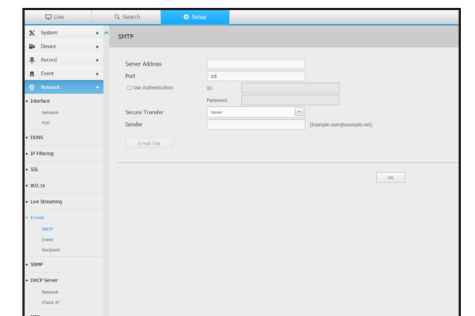 Live
Search
Setup
System
Device
Record
Event
Network
Interface
Network
Port
DDNS
IP Filtering
SSL
802.1x
Live Streaming
E-mail
SMTP
Event
Recipient
SNMP
DHCP Server
Network
Check IP
SMTP
Server Address
Port
25
Use Authentication
ID
Password
Secure Transfer
Never
Sender
(Example:user@example.net)
E-mail Test
OK